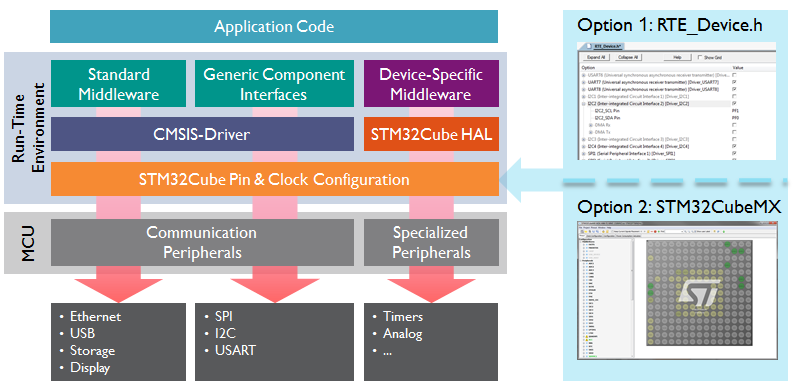 Application Code
Run-Time
Environment
Standard
Middleware
Generic Component
Interfaces
Device-Specific
Middleware
CMSIS-Driver
STM32Cube HAL
STM32Cube Pin & Clock Configuration
MCU
Communication
Peripherals
Specialized
Peripherals
• Ethernet
• USB
• Storage
• Display
• SPI
• I2C
• USART
• Timers
• Analog
• ...
Option 1: RTE_Device.h
RTE_Device.h*
Expand All Collapse All Help Show Grid
Option Value
USART6 (Universal synchronous asynchronous receiver transmitter) [Driver_USART6]
UART7 (Universal asynchronous receiver transmitter) [Driver_USART7]
UART8 (Universal asynchronous receiver transmitter) [Driver_USART8]
I2C1 (Inter-integrated Circuit Interface 1) [Driver_I2C1]
I2C2 (Inter-integrated Circuit Interface 2) [Driver_I2C2]
I2C2_SCL Pin PF1
I2C2_SDA Pin PF0
DMA Rx
DMA Tx
I2C3 (Inter-integrated Circuit Interface 3) [Driver_I2C3]
I2C4 (Inter-integrated Circuit Interface 4) [Driver_I2C4]
SPI1 (Serial Peripheral Interface 1) [Driver_SPI1]
Option 2: STM32CubeMX
ST